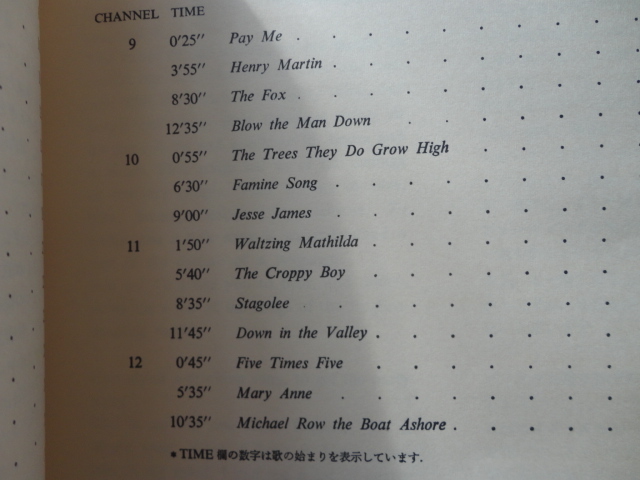 CHANNEL TIME
9 0′25″ Pay Me
3′55″ Henry Martin
8′30″ The Fox
12′35″ Blow the Man Down
10 0′55″ The Trees They Do Grow High
6′30″ Famine Song
9′00″ Jesse James
11 1′50″ Waltzing Mathilda
5′40″ The Croppy Boy
8′35″ Stagolee
11′45″ Down in the Valley
12 0′45″ Five Times Five
5′35″ Mary Anne
10′35″ Michael Row the Boat Ashore
*TIME 欄の数字は歌の始まりを表示しています.